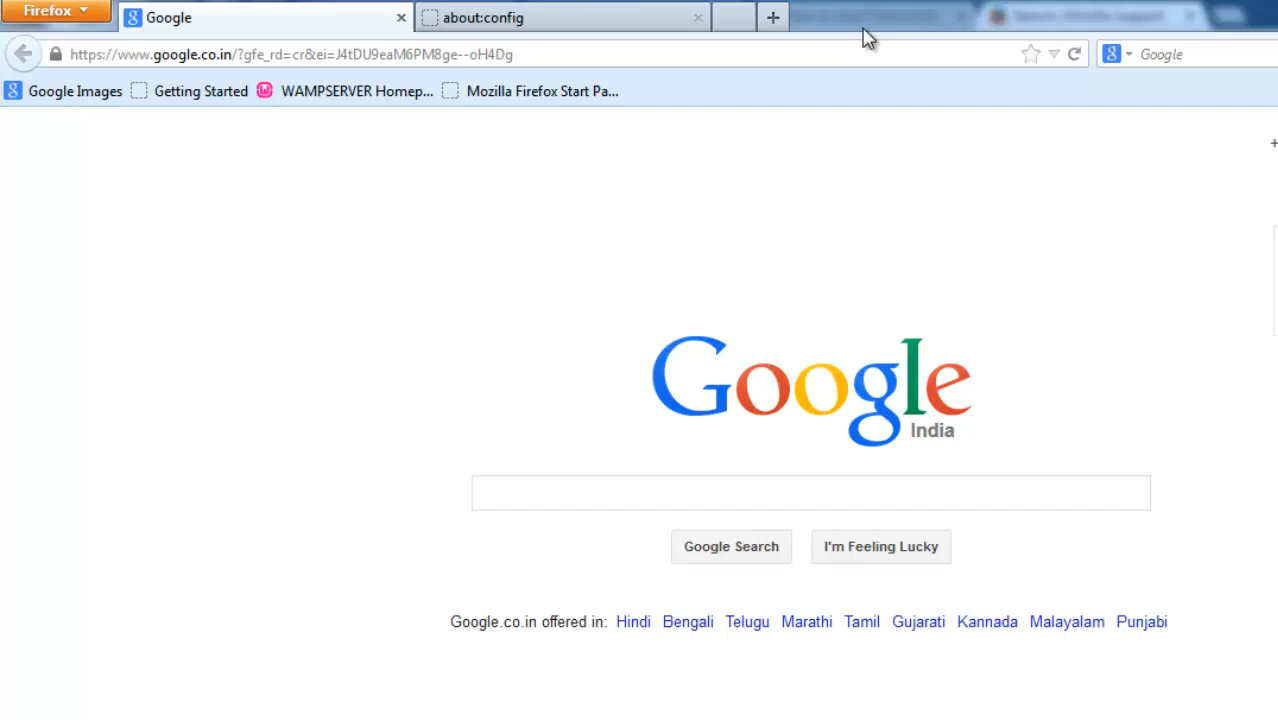 Firefox
Google
about:config
https://www.google.co.in/?gfe_rd=cr&ei=J4tDU9eaM6PM8ge--oH4Dg
Google
Google Images
Getting Started
WAMPSERVER Homep...
Mozilla Firefox Start Pa...
Google
India
Google Search
I'm Feeling Lucky
Google.co.in offered in: Hindi Bengali Telugu Marathi Tamil Gujarati Kannada Malayalam Punjabi